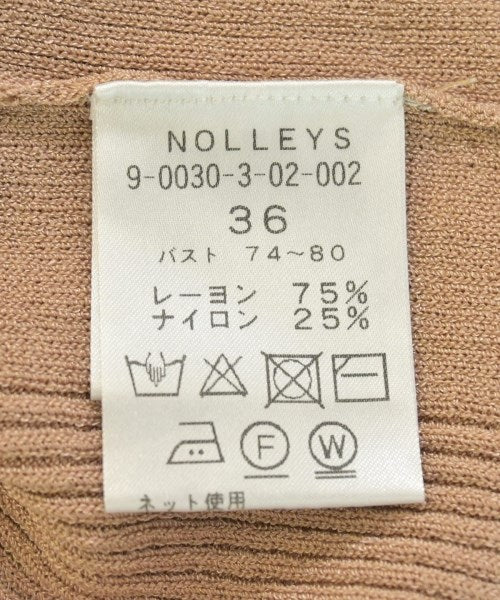 NOLLEYS
9-0030-3-02-002
36
バスト 74~80
レーヨン 75%
ナイロン 25%
F W
ネット使用